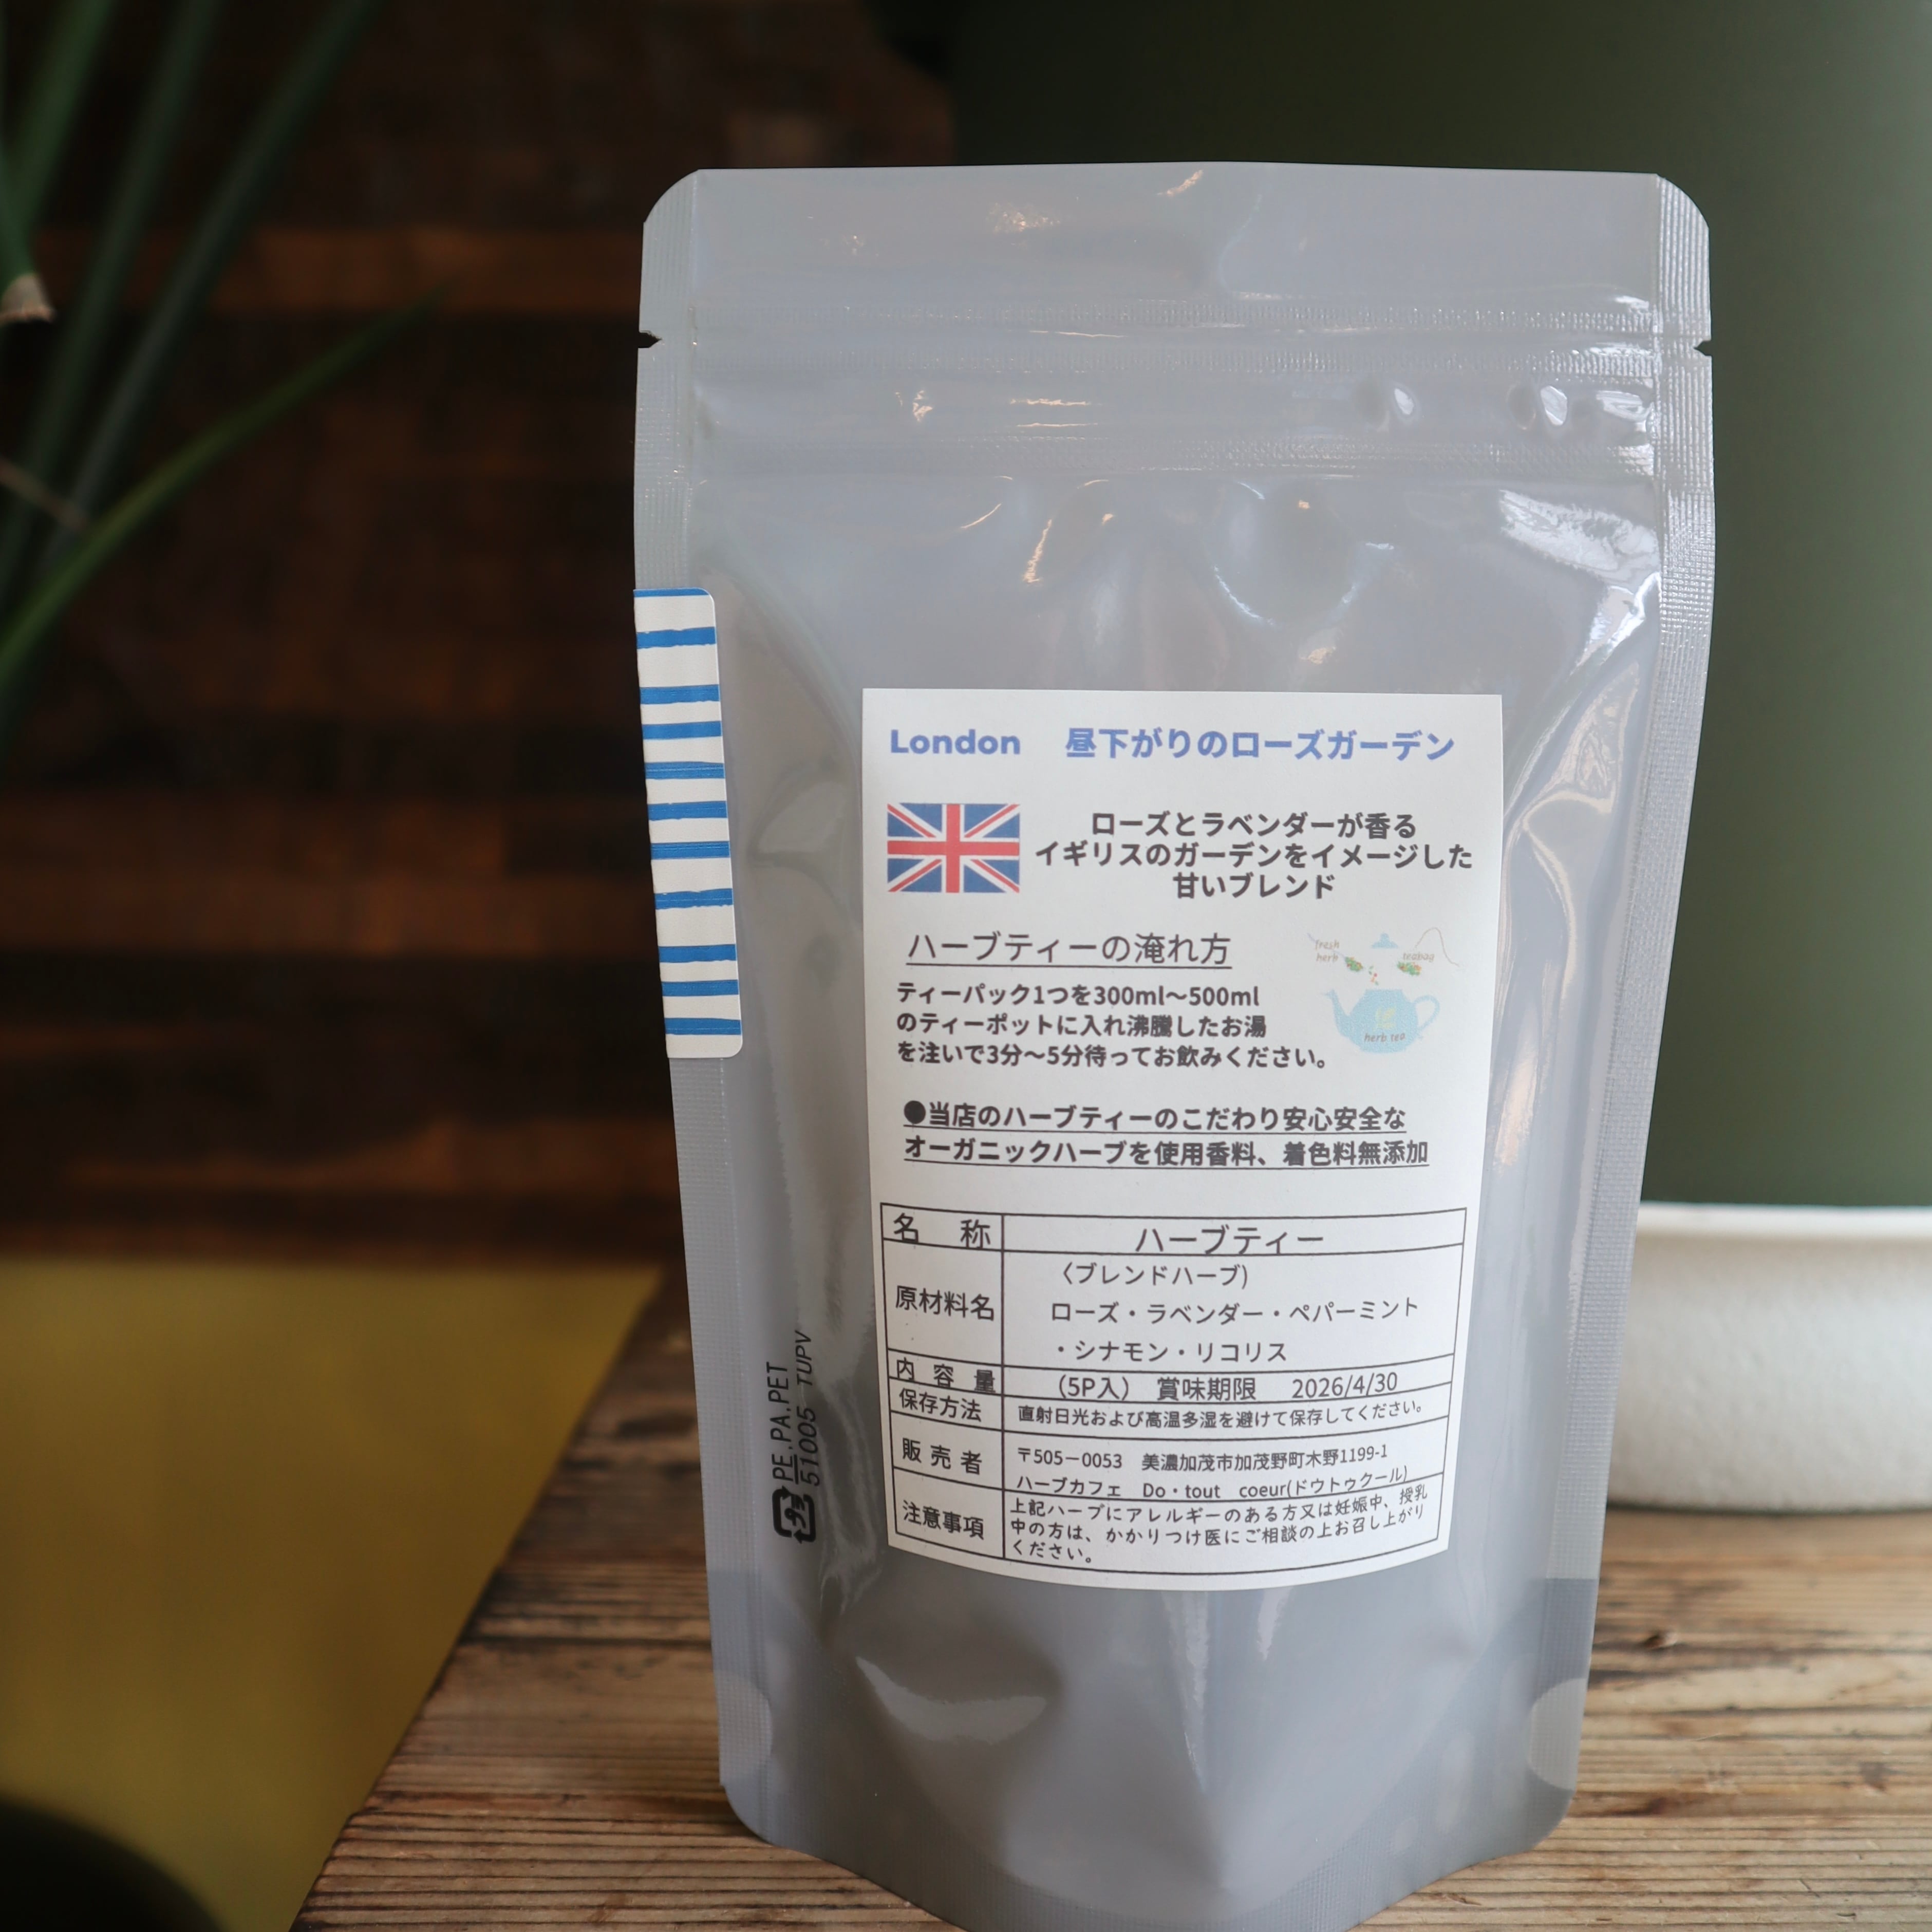 London 昼下がりのローズガーデン
ローズとラベンダーが香る
イギリスのガーデンをイメージした
甘いブレンド
ハーブティーの淹れ方
fresh
herb
teabag
herb tea
ティーパック1つを300ml〜500ml
のティーポットに入れ沸騰したお湯
を注いで3分〜5分待ってお飲みください。
●当店のハーブティーのこだわり安心安全な
オーガニックハーブを使用香料、着色料無添加
名 称 ハーブティー
原材料名 〈ブレンドハーブ)
ローズ・ラベンダー・ペパーミント
・シナモン・リコリス
内 容 量 (5P入) 賞味期限 2026/4/30
保存方法 直射日光および高温多湿を避けて保存してください。
販 売 者 〒505－0053 美濃加茂市加茂野町木野1199-1
ハーブカフェ Do・tout coeur(ドウトゥクール)
注意事項 上記ハーブにアレルギーのある方又は妊娠中、授乳
中の方は、かかりつけ医にご相談の上お召し上がり
ください。
プラ PE.PA.PET
51005 TUPV